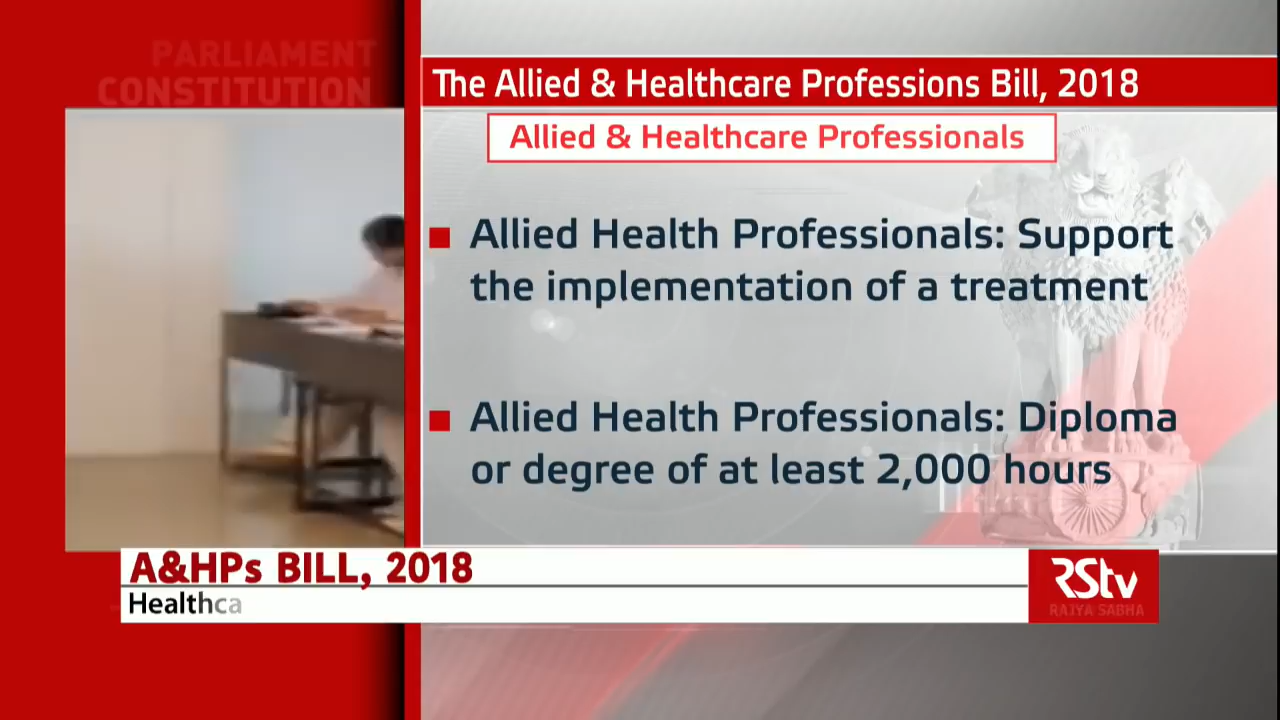 PARLIAMENT
CONSTITUTION
The Allied & Healthcare Professions Bill, 2018
Allied & Healthcare Professionals
Allied Health Professionals: Support
the implementation of a treatment
Allied Health Professionals: Diploma
or degree of at least 2,000 hours
A&HPs BILL, 2018
Healthca
RStv
RAJYA SABHA